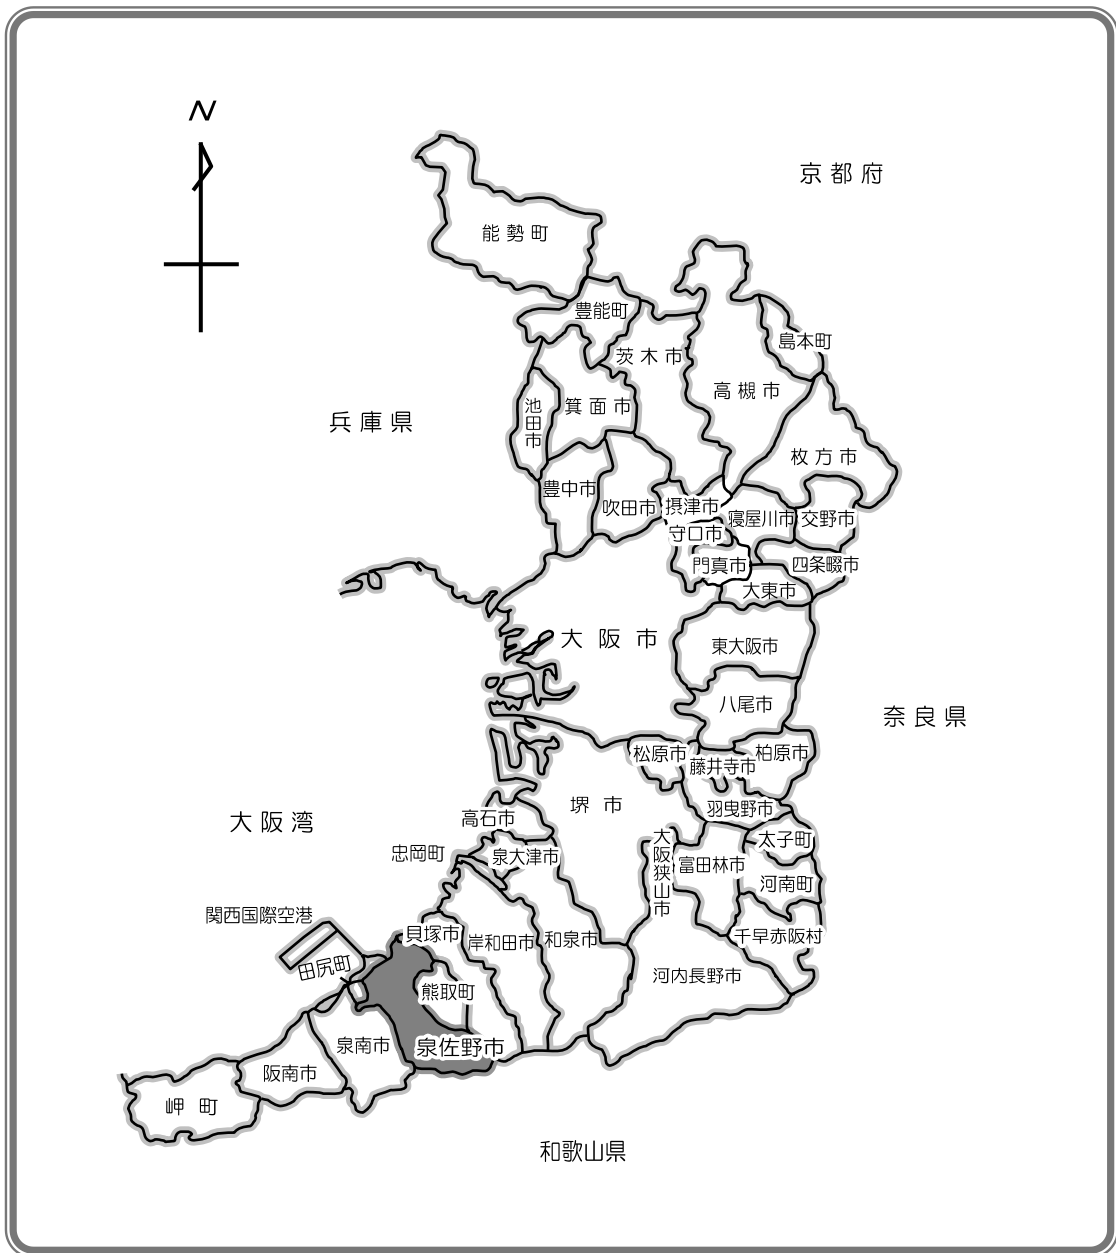 N
京都府
能勢町
豊能町
島本町
茨木市
高槻市
池田市
箕面市
兵庫県
枚方市
豊中市
吹田市
摂津市
寝屋川市
交野市
守口市
門真市
四条畷市
大東市
大阪市
東大阪市
八尾市
奈良県
松原市
藤井寺市
柏原市
堺市
羽曳野市
大阪湾
高石市
太子町
忠岡町
泉大津市
大阪狭山市
富田林市
河南町
関西国際空港
貝塚市
岸和田市
和泉市
千早赤阪村
田尻町
熊取町
河内長野市
泉南市
泉佐野市
阪南市
岬町
和歌山県